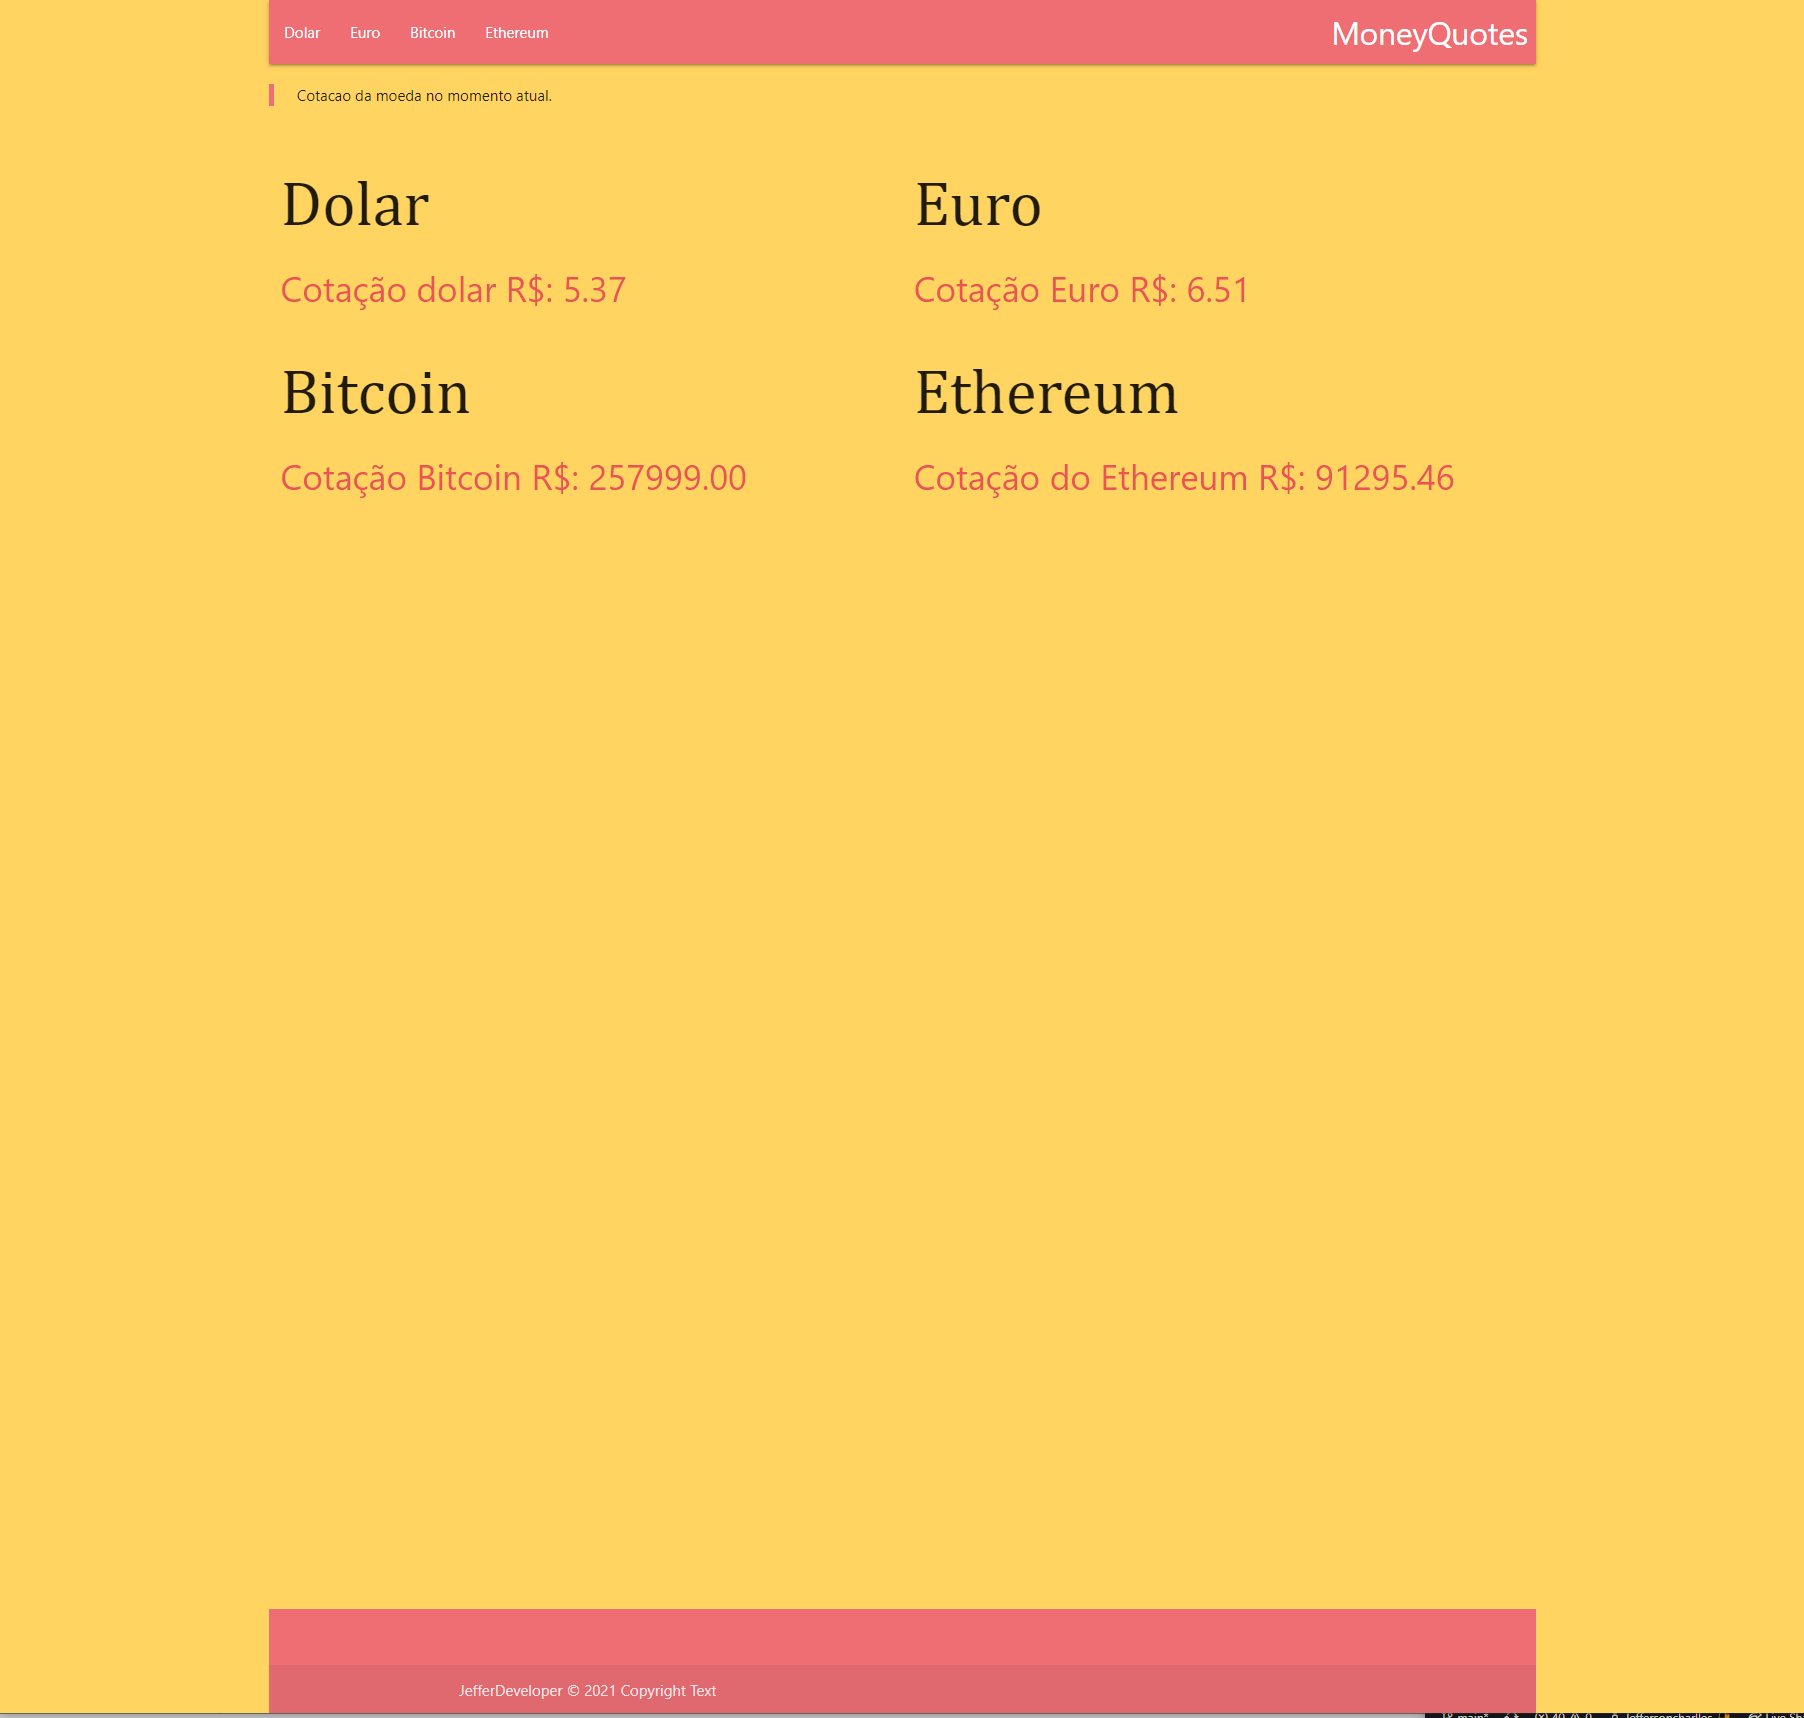 Dolar Euro Bitcoin Ethereum MoneyQuotes
Cotacao da moeda no momento atual.
Dolar
Cotação dolar R$: 5.37
Euro
Cotação Euro R$: 6.51
Bitcoin
Cotação Bitcoin R$: 257999.00
Ethereum
Cotação do Ethereum R$: 91295.46
JefferDeveloper © 2021 Copyright Text
main*